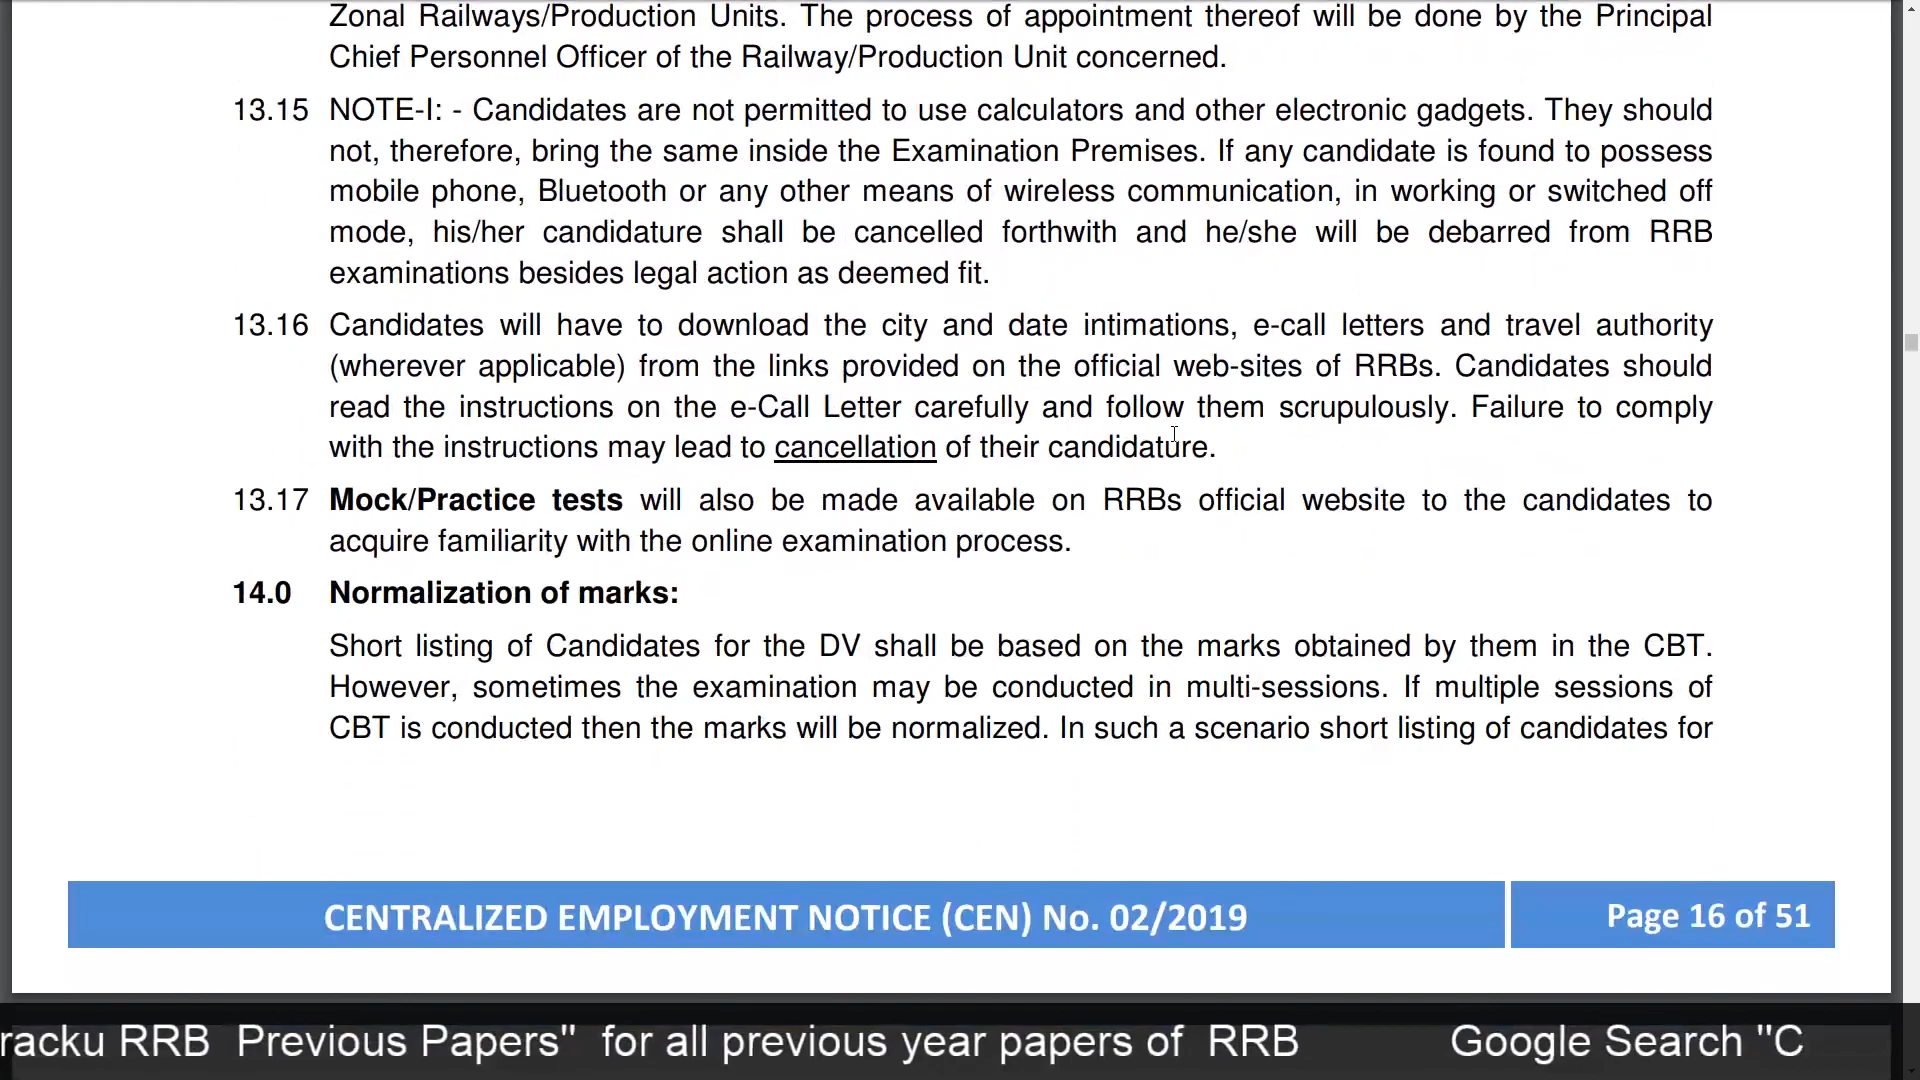 Zonal Railways/Production Units. The process of appointment thereof will be done by the Principal
Chief Personnel Officer of the Railway/Production Unit concerned.
13.15 NOTE-I: - Candidates are not permitted to use calculators and other electronic gadgets. They should
not, therefore, bring the same inside the Examination Premises. If any candidate is found to possess
mobile phone, Bluetooth or any other means of wireless communication, in working or switched off
mode, his/her candidature shall be cancelled forthwith and he/she will be debarred from RRB
examinations besides legal action as deemed fit.
13.16 Candidates will have to download the city and date intimations, e-call letters and travel authority
(wherever applicable) from the links provided on the official web-sites of RRBs. Candidates should
read the instructions on the e-Call Letter carefully and follow them scrupulously. Failure to comply
with the instructions may lead to cancellation of their candidature.
13.17 Mock/Practice tests will also be made available on RRBs official website to the candidates to
acquire familiarity with the online examination process.
14.0 Normalization of marks:
Short listing of Candidates for the DV shall be based on the marks obtained by them in the CBT.
However, sometimes the examination may be conducted in multi-sessions. If multiple sessions of
CBT is conducted then the marks will be normalized. In such a scenario short listing of candidates for
CENTRALIZED EMPLOYMENT NOTICE (CEN) No. 02/2019 Page 16 of 51
racku RRB Previous Papers" for all previous year papers of RRB Google Search "C